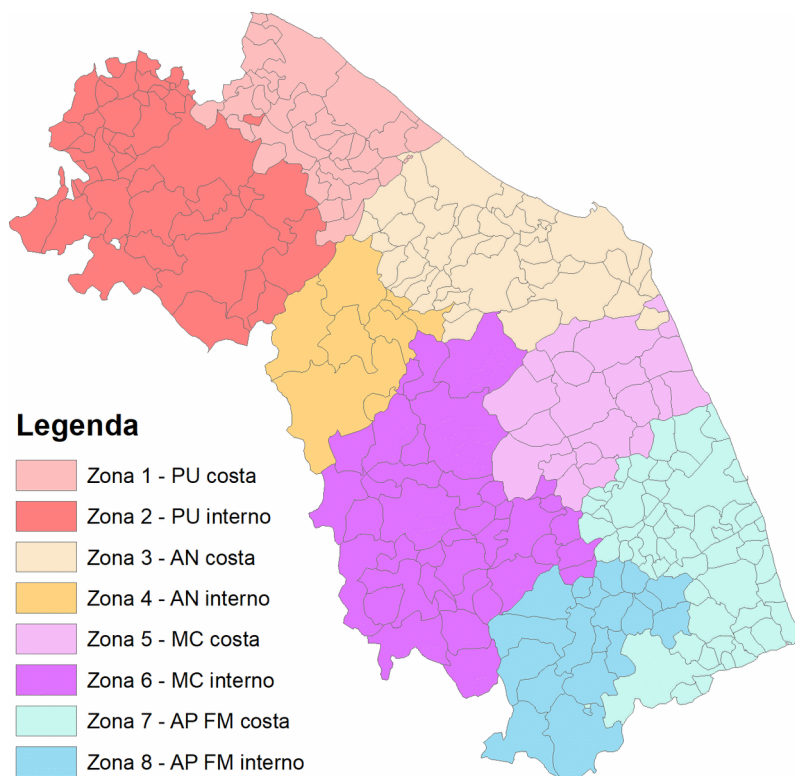 Legenda
Zona 1 - PU costa
Zona 2 - PU interno
Zona 3 - AN costa
Zona 4 - AN interno
Zona 5 - MC costa
Zona 6 - MC interno
Zona 7 - AP FM costa
Zona 8 - AP FM interno